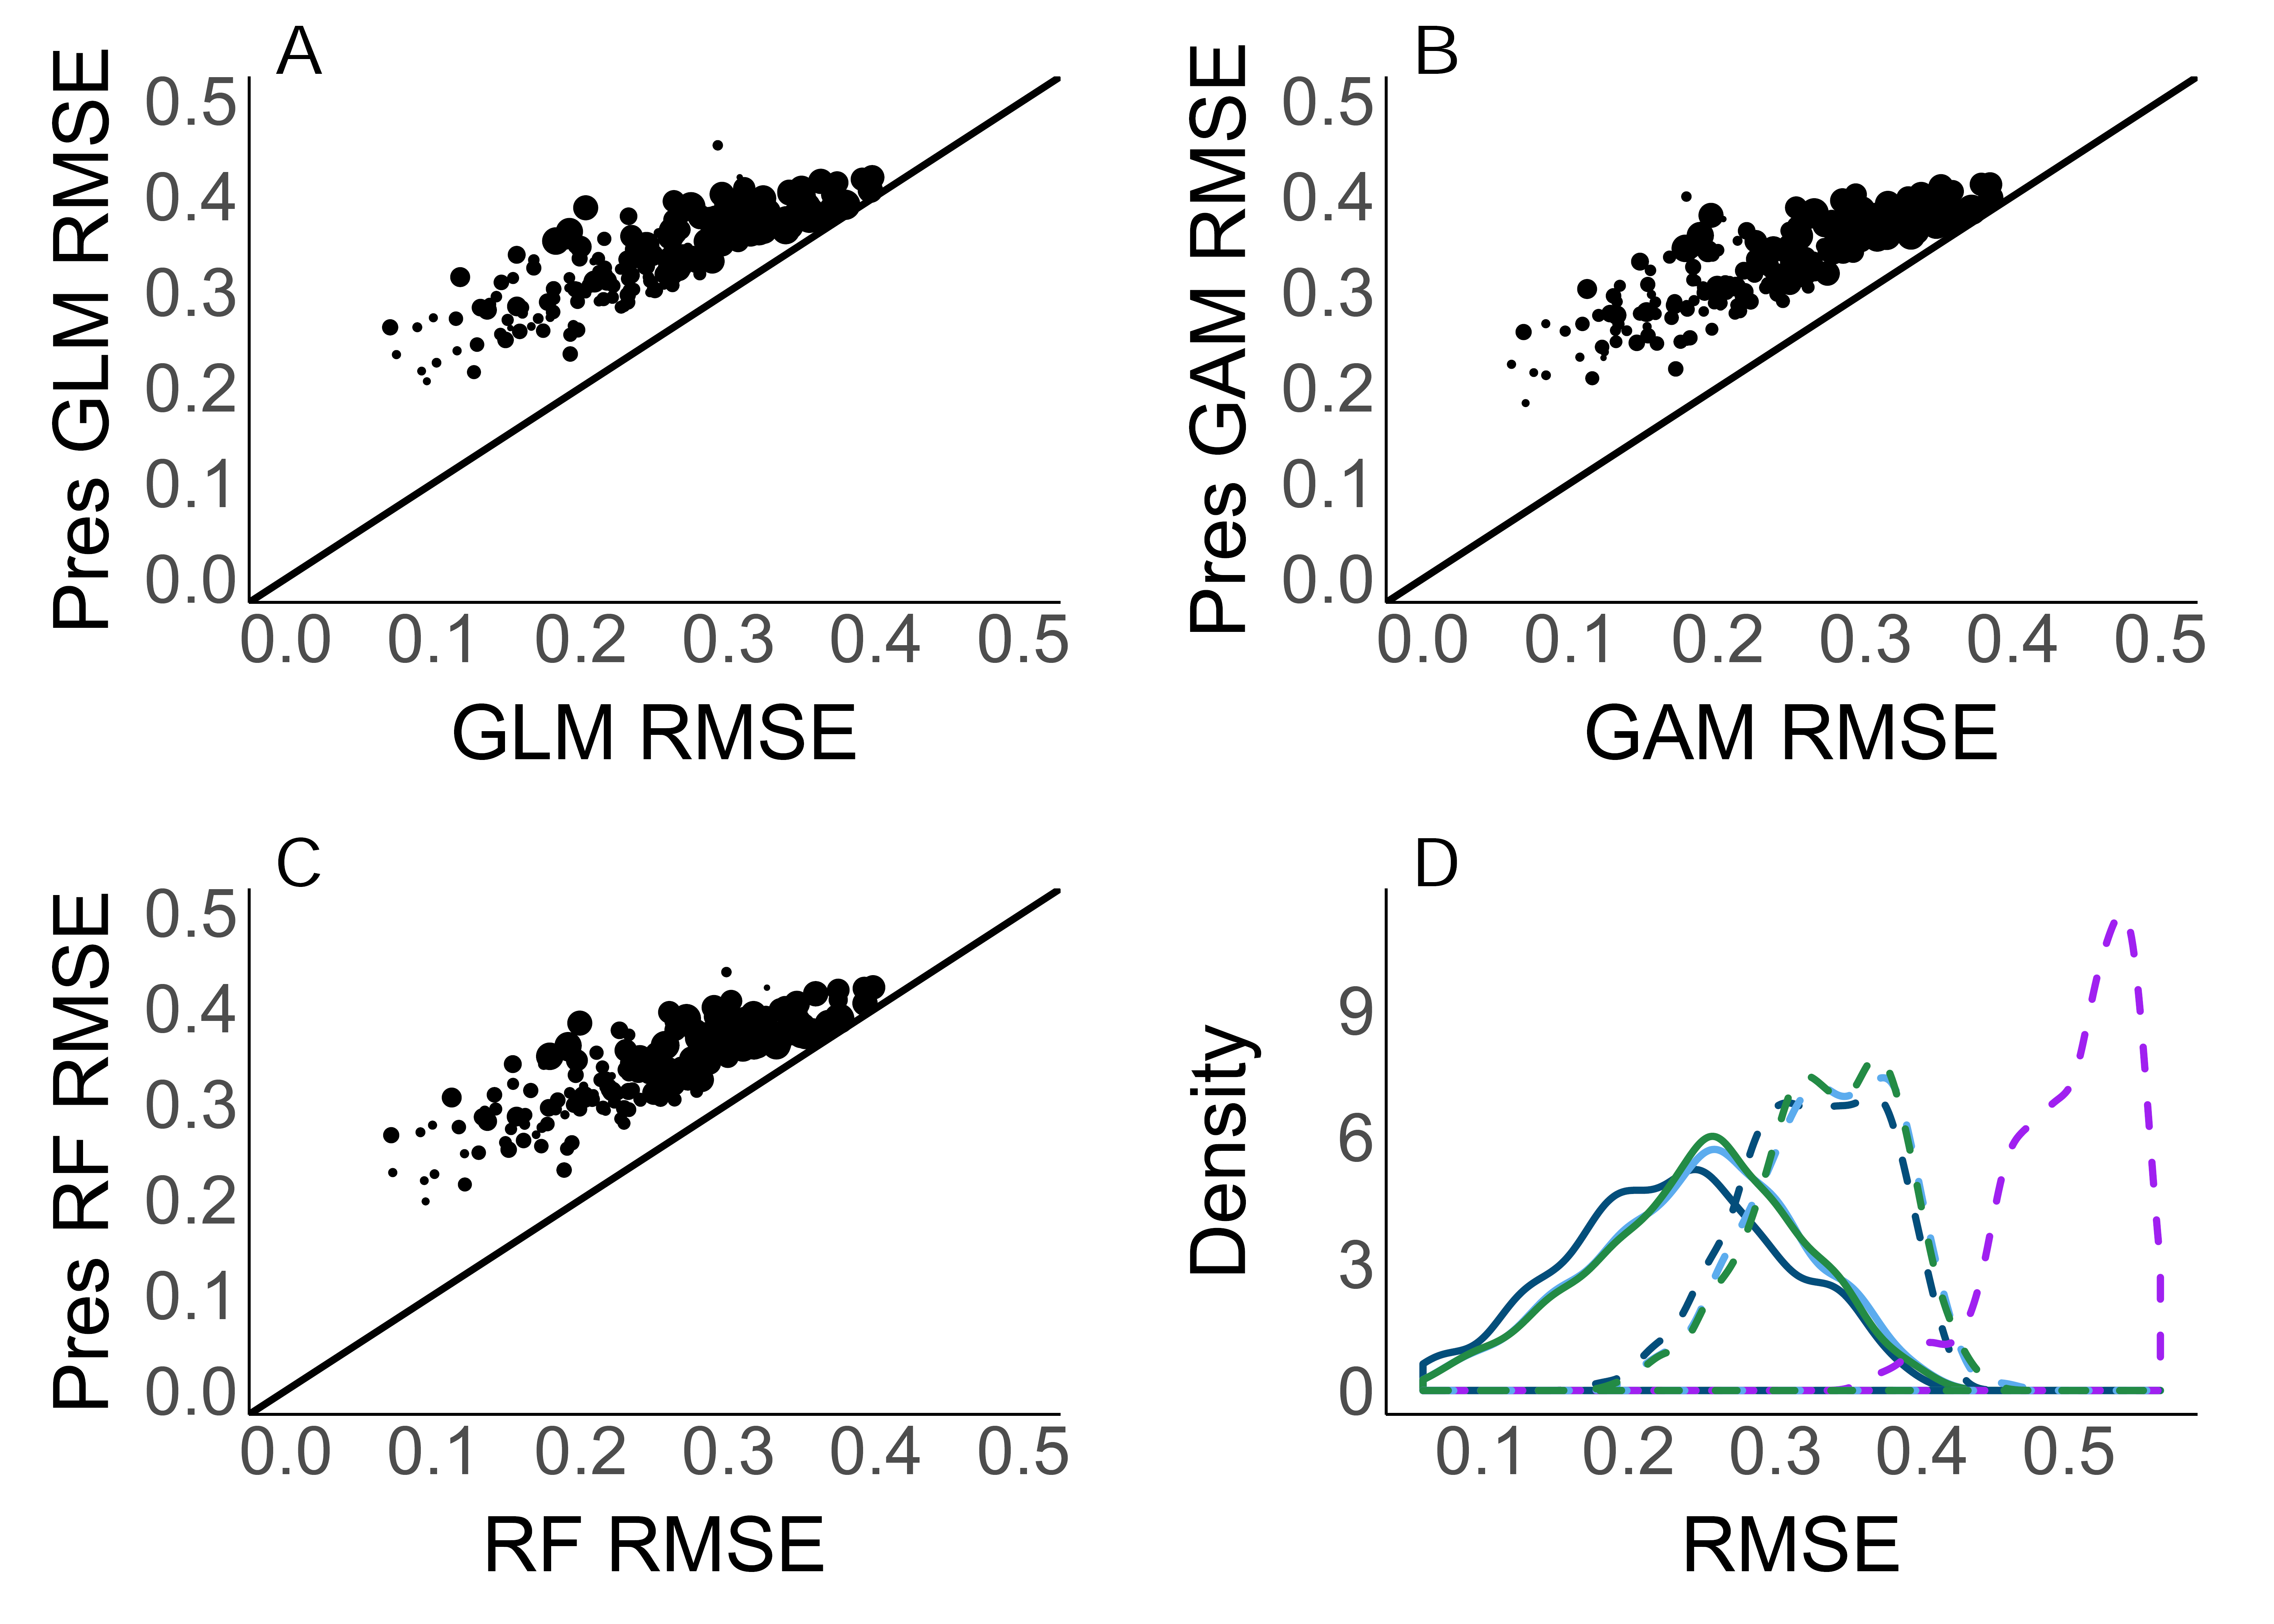 A
Pres GLM RMSE
0.5
0.4
0.3
0.2
0.1
0.0
0.0 0.1 0.2 0.3 0.4 0.5
GLM RMSE
B
Pres GAM RMSE
0.5
0.4
0.3
0.2
0.1
0.0
0.0 0.1 0.2 0.3 0.4 0.5
GAM RMSE
C
Pres RF RMSE
0.5
0.4
0.3
0.2
0.1
0.0
0.0 0.1 0.2 0.3 0.4 0.5
RF RMSE
D
Density
9
6
3
0
0.1 0.2 0.3 0.4 0.5
RMSE